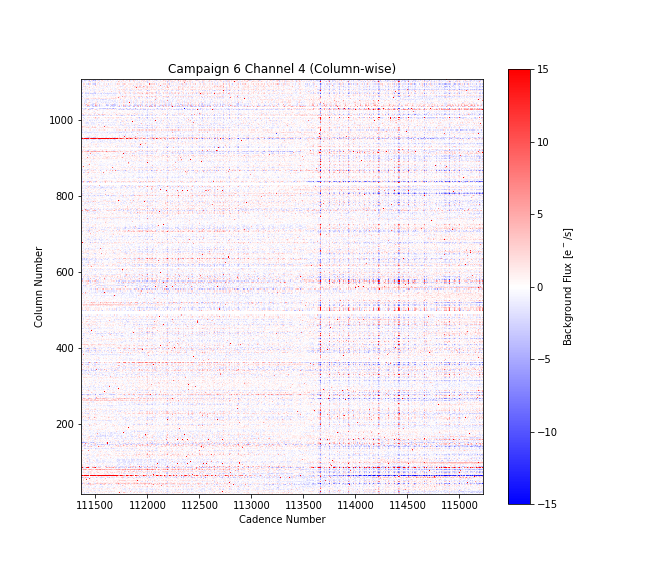 Campaign 6 Channel 4 (Column-wise)
1000
800
600
400
200
Column Number
111500 112000 112500 113000 113500 114000 114500 115000
Cadence Number
15
10
5
0
−5
−10
−15
Background Flux [e⁻/s]